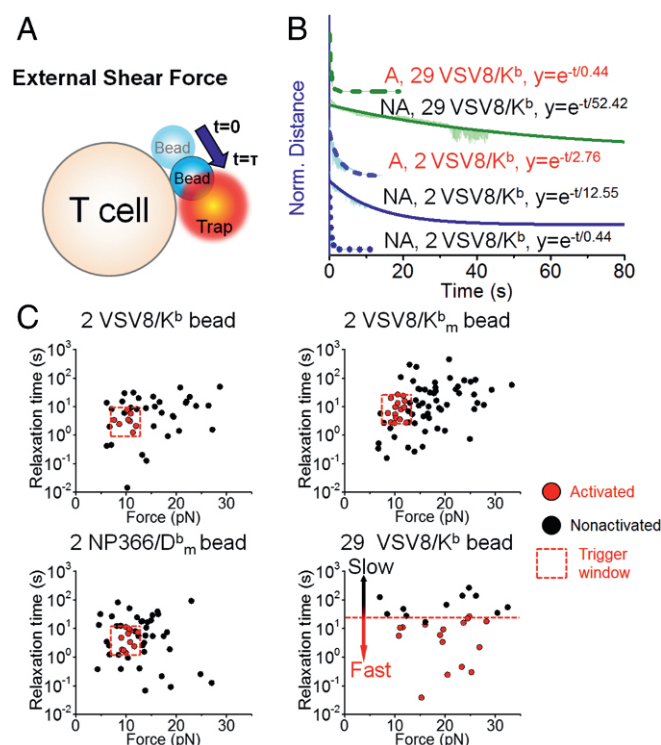 A
External Shear Force
Bead
t=0
t=τ
Bead
T cell
Trap
B
Norm. Distance
A, 29 VSV8/Kᵇ, y=e^-t/0.44
NA, 29 VSV8/Kᵇ, y=e^-t/52.42
A, 2 VSV8/Kᵇ, y=e^-t/2.76
NA, 2 VSV8/Kᵇ, y=e^-t/12.55
NA, 2 VSV8/Kᵇ, y=e^-t/0.44
0 20 40 60 80
Time (s)
C
2 VSV8/Kᵇ bead
Relaxation time (s)
10³
10²
10¹
10⁰
10⁻¹
10⁻²
0 10 20 30
Force (pN)
2 VSV8/Kᵇₘ bead
Relaxation time (s)
10³
10²
10¹
10⁰
10⁻¹
10⁻²
0 10 20 30
Force (pN)
2 NP366/Dᵇₘ bead
Relaxation time (s)
10³
10²
10¹
10⁰
10⁻¹
10⁻²
0 10 20 30
Force (pN)
29 VSV8/Kᵇ bead
Relaxation time (s)
10³
10²
10¹
10⁰
10⁻¹
10⁻²
Slow
Fast
0 10 20 30
Force (pN)
Activated
Nonactivated
Trigger
window